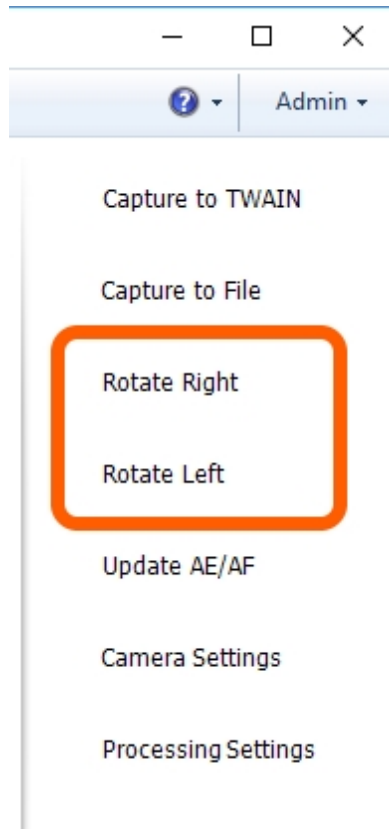 Admin
Capture to TWAIN
Capture to File
Rotate Right
Rotate Left
Update AE/AF
Camera Settings
Processing Settings